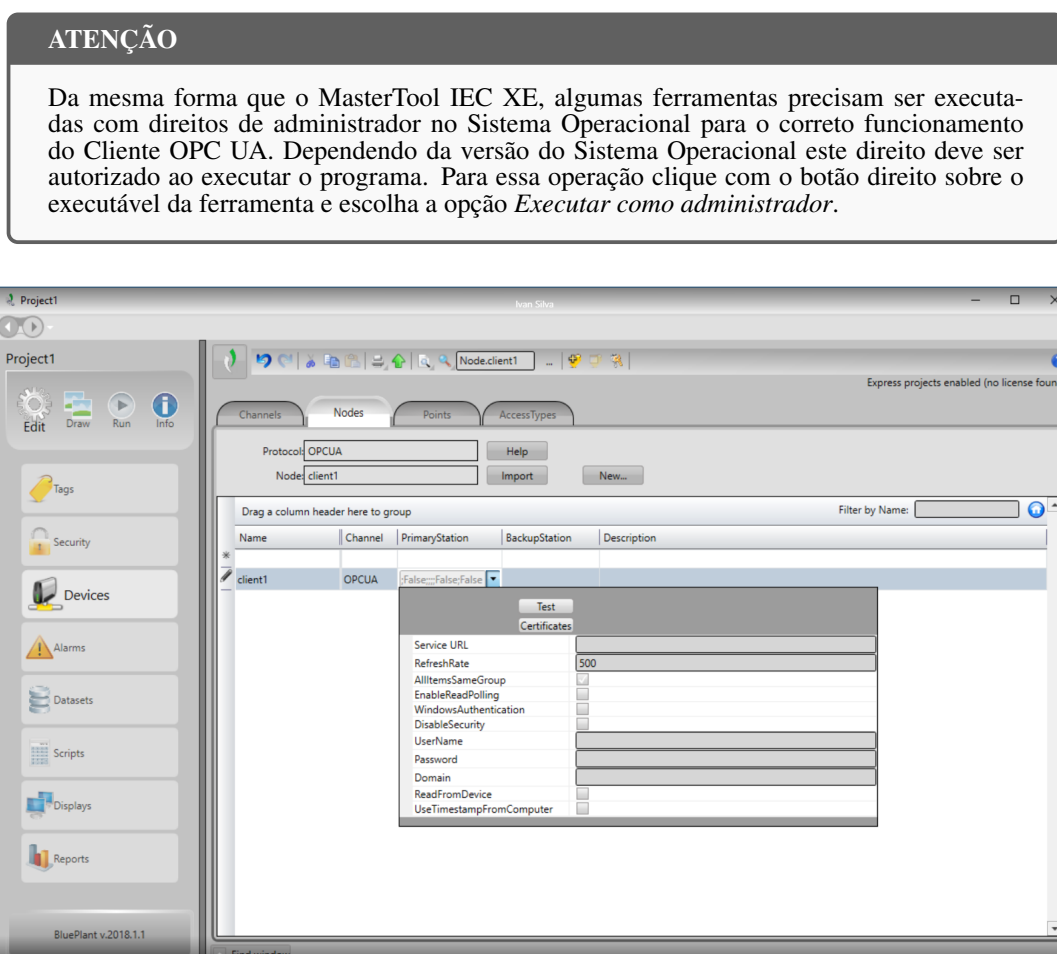 ATENÇÃO
Da mesma forma que o MasterTool IEC XE, algumas ferramentas precisam ser executa-
das com direitos de administrador no Sistema Operacional para o correto funcionamento
do Cliente OPC UA. Dependendo da versão do Sistema Operacional este direito deve ser
autorizado ao executar o programa. Para essa operação clique com o botão direito sobre o
executável da ferramenta e escolha a opção Executar como administrador.
Project1
Ivan Silva
Project1
Node.client1 ...
Express projects enabled (no license foun
Edit Draw Run Info
Channels Nodes Points AccessTypes
Protocol: OPCUA Help
Node: client1 Import New...
Tags
Drag a column header here to group Filter by Name:
Name Channel PrimaryStation BackupStation Description
Security
client1 OPCUA ;False;;;;False;False
Devices
Test
Certificates
Service URL
RefreshRate 500
AllItemsSameGroup
EnableReadPolling
WindowsAuthentication
DisableSecurity
UserName
Password
Domain
ReadFromDevice
UseTimestampFromComputer
Alarms
Datasets
Scripts
Displays
Reports
BluePlant v.2018.1.1
Find window